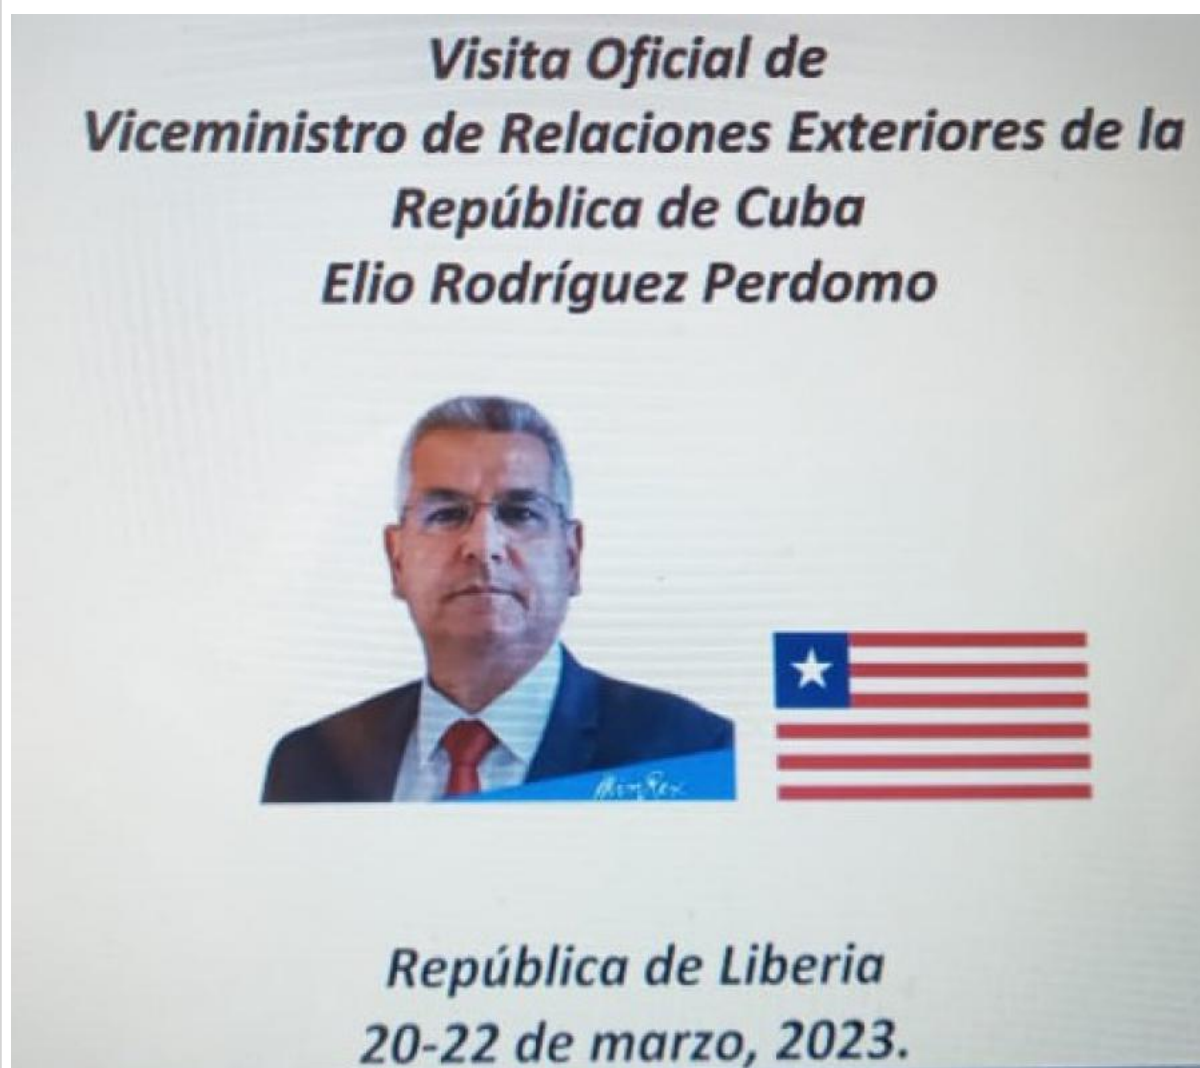 Visita Oficial de
Viceministro de Relaciones Exteriores de la
República de Cuba
Elio Rodríguez Perdomo
República de Liberia
20-22 de marzo, 2023.